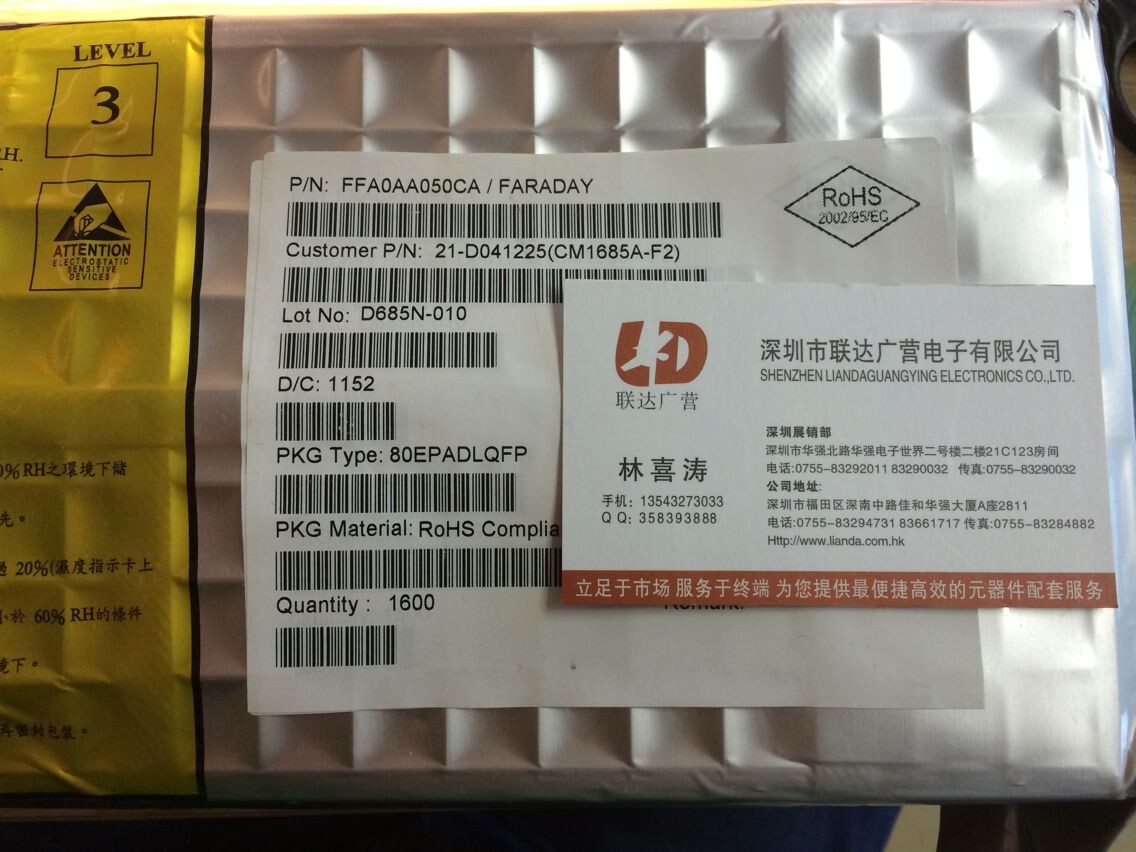 LEVEL
3
RH.
ATTENTION
ELECTROSTATIC
SENSITIVE
DEVICES
0% RH之環境下儲
先。
過 20%(濕度指示卡上
小於 60% RH的條件
境下。
再密封包裝。
P/N: FFA0AA050CA / FARADAY
RoHS
2002/95/EC
Customer P/N: 21-D041225(CM1685A-F2)
Lot No: D685N-010
D/C: 1152
PKG Type: 80EPADLQFP
PKG Material: RoHS Complia
Quantity : 1600
Remark:
LD
联达广营
深圳市联达广营电子有限公司
SHENZHEN LIANDAGUANGYING ELECTRONICS CO.,LTD.
林喜涛
手机: 13543273033
QQ: 358393888
深圳展销部
深圳市华强北路华强电子世界二号楼二楼21C123房间
电话:0755-83292011 83290032 传真:0755-83290032
公司地址:
深圳市福田区深南中路佳和华强大厦A座2811
电话:0755-83294731 83661717 传真:0755-83284882
Http://www.lianda.com.hk
立足于市场 服务于终端 为您提供最便捷高效的元器件配套服务